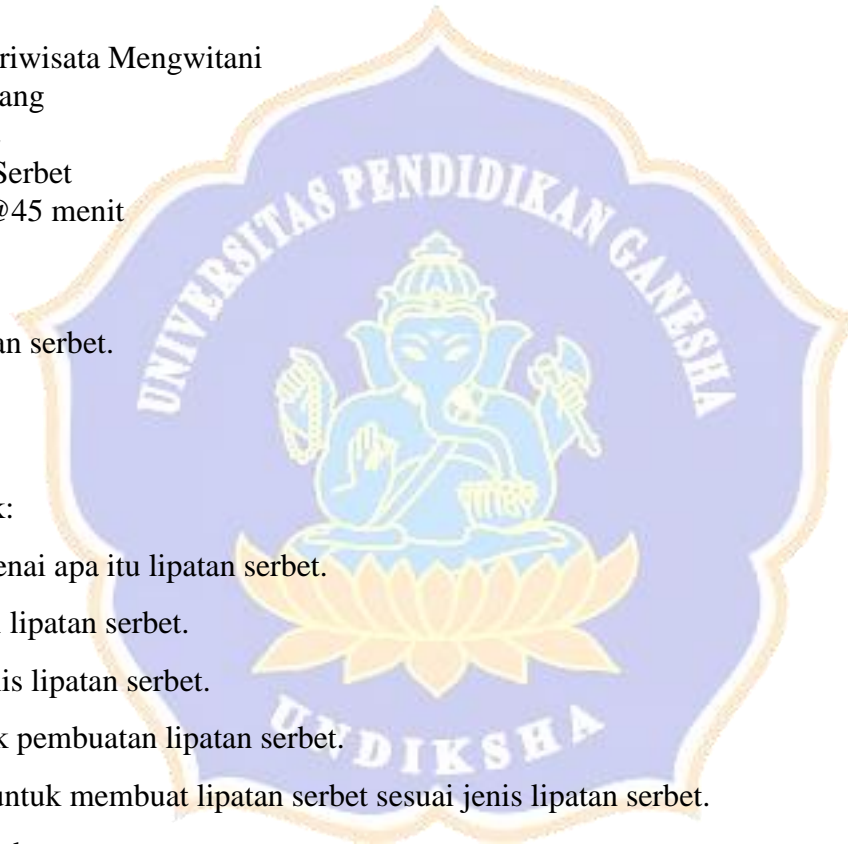 riwisata Mengwitani
ang
Serbet
@45 menit
UNIVERSITAS PENDIDIKAN GANESHA
an serbet.
k:
enai apa itu lipatan serbet.
lipatan serbet.
nis lipatan serbet.
k pembuatan lipatan serbet.
UNDIKSHA
untuk membuat lipatan serbet sesuai jenis lipatan serbet.